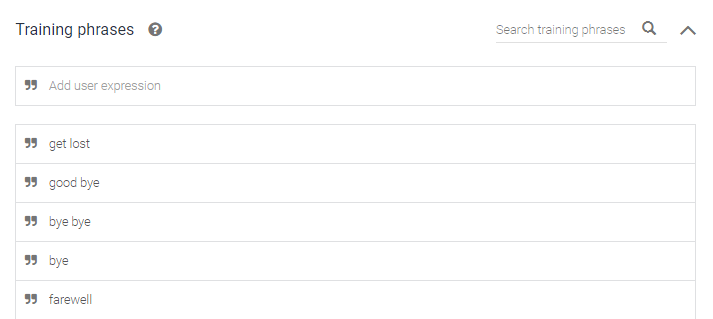 Training phrases ?
Search training phrases
Add user expression
get lost
good bye
bye bye
bye
farewell